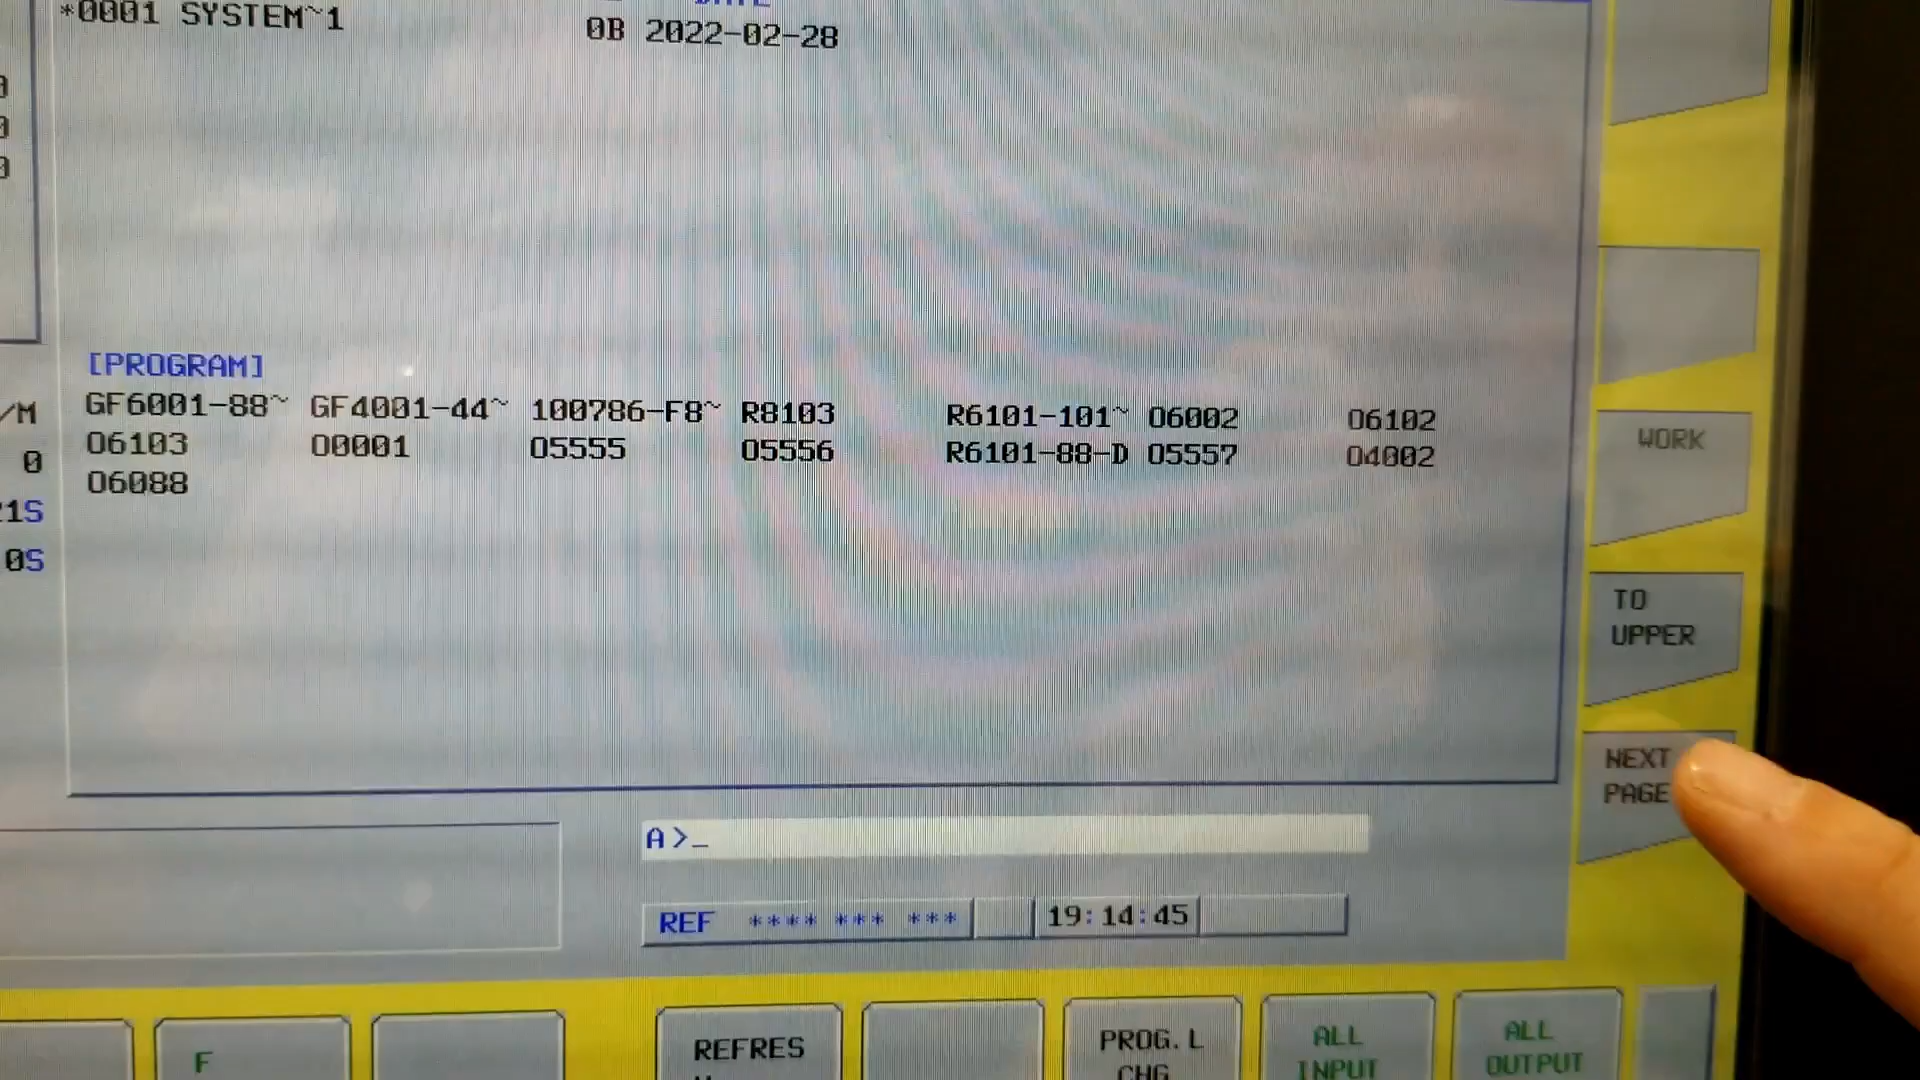 *0001 SYSTEM~1
0B 2022-02-28
[PROGRAM]
GF6001-88~ GF4001-44~ 100786-F8~ R8103 R6101-101~ O6002 O6102
O6103 O0001 O5555 O5556 R6101-88-D O5557 O4002
O6088
/M
0
21S
0S
WORK
TO
UPPER
NEXT
PAGE
A>_
REF **** *** *** 19:14:45
F
REFRES
PROG.L
CHG
ALL
INPUT
ALL
OUTPUT